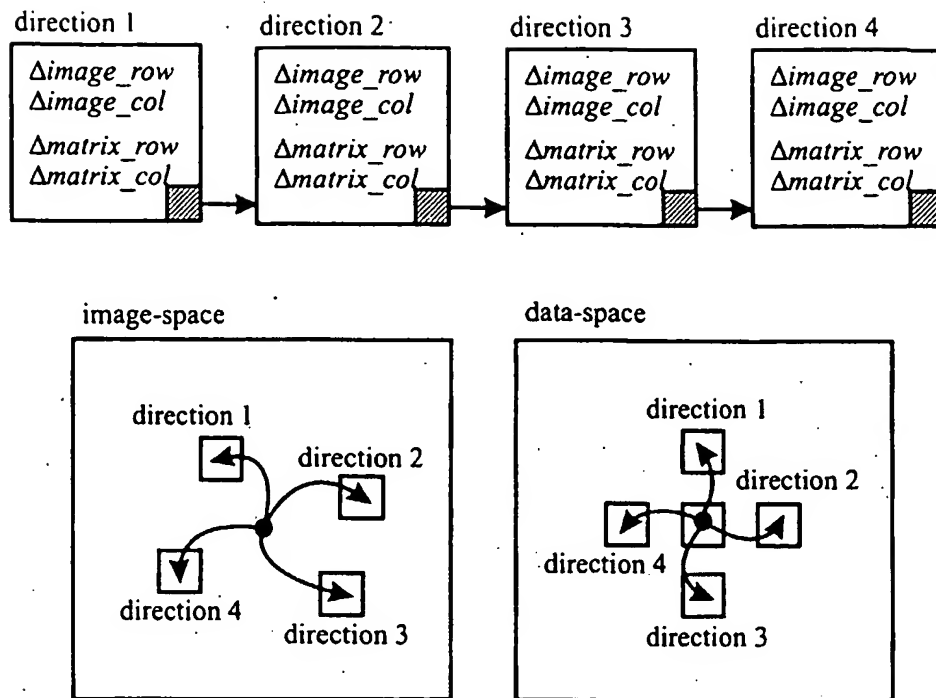 direction 1
direction 2
direction 3
direction 4
Δimage_row
Δimage_col
Δmatrix_row
Δmatrix_col
Δimage_row
Δimage_col
Δmatrix_row
Δmatrix_col
Δimage_row
Δimage_col
Δmatrix_row
Δmatrix_col
Δimage_row
Δimage_col
Δmatrix_row
Δmatrix_col
image-space
direction 1
direction 2
direction 4
direction 3
data-space
direction 1
direction 2
direction 4
direction 3